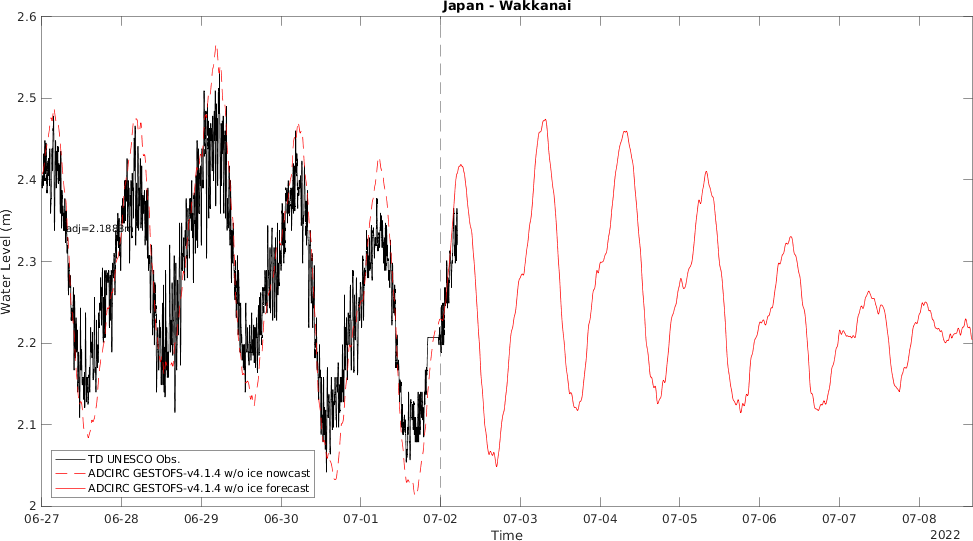 Japan - Wakkanai
2.6
2.5
2.4
2.3
2.2
2.1
2
Water Level (m)
adj=2.1883m
TD UNESCO Obs.
ADCIRC GESTOFS-v4.1.4 w/o ice nowcast
ADCIRC GESTOFS-v4.1.4 w/o ice forecast
06-27 06-28 06-29 06-30 07-01 07-02 07-03 07-04 07-05 07-06 07-07 07-08
Time
2022